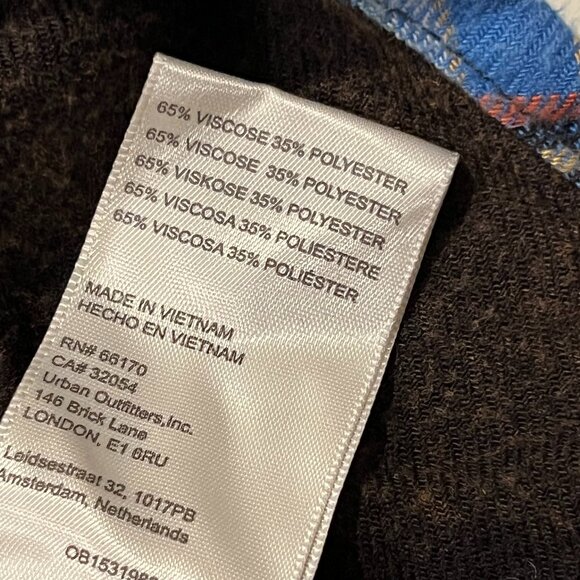 65% VISCOSE 35% POLYESTER
65% VISCOSE 35% POLYESTER
65% VISKOSE 35% POLYESTER
65% VISCOSA 35% POLIESTERE
65% VISCOSA 35% POLIÉSTER
MADE IN VIETNAM
HECHO EN VIETNAM
RN# 66170
CA# 32054
Urban Outfitters,Inc.
146 Brick Lane
LONDON, E1 6RU
Leidsestraat 32, 1017PB
Amsterdam, Netherlands